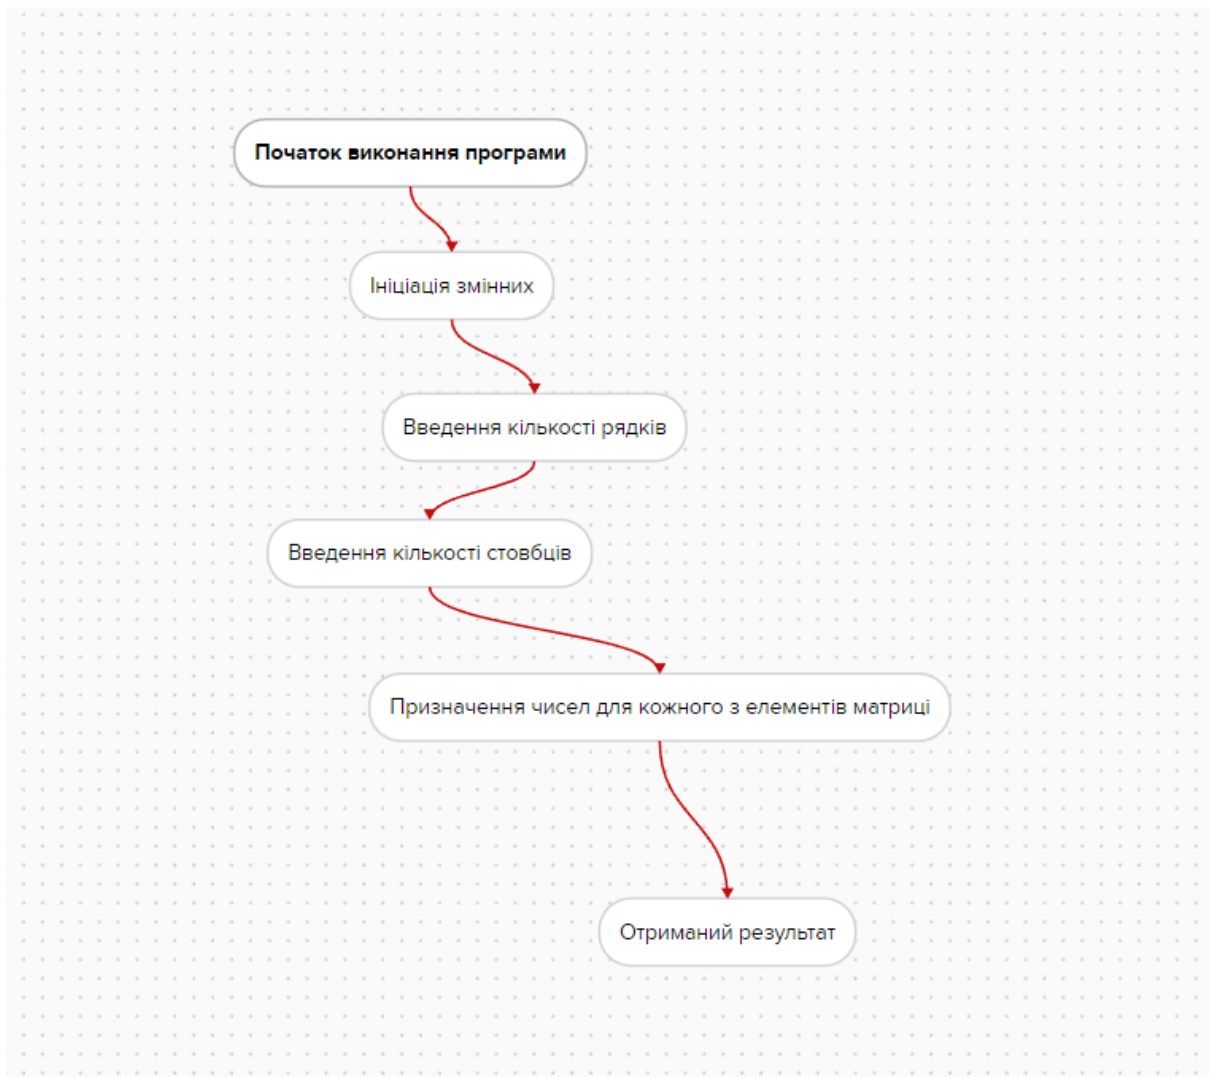 Початок виконання програми
Ініціація змінних
Введення кількості рядків
Введення кількості стовбців
Призначення чисел для кожного з елементів матриці
Отриманий результат